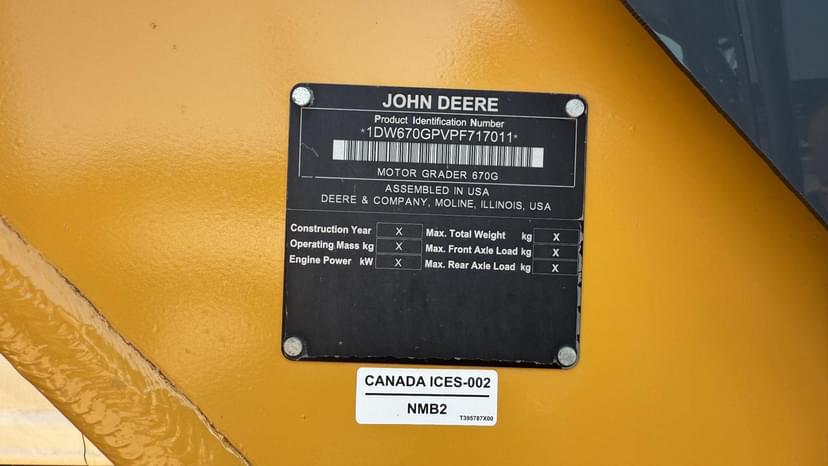 JOHN DEERE
Product Identification Number
*1DW670GPVPF717011*
MOTOR GRADER 670G
ASSEMBLED IN USA
DEERE & COMPANY, MOLINE, ILLINOIS, USA
Construction Year X Max. Total Weight kg X
Operating Mass kg X Max. Front Axle Load kg X
Engine Power kW X Max. Rear Axle Load kg X
CANADA ICES-002
NMB2
T395787X00